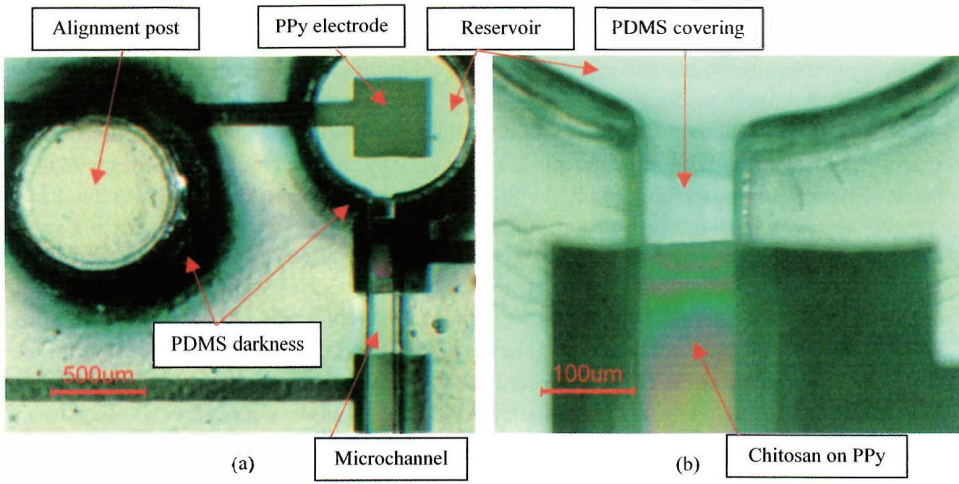 Alignment post
PPy electrode
Reservoir
PDMS covering
PDMS darkness
500um
100um
Microchannel
Chitosan on PPy
(a)
(b)